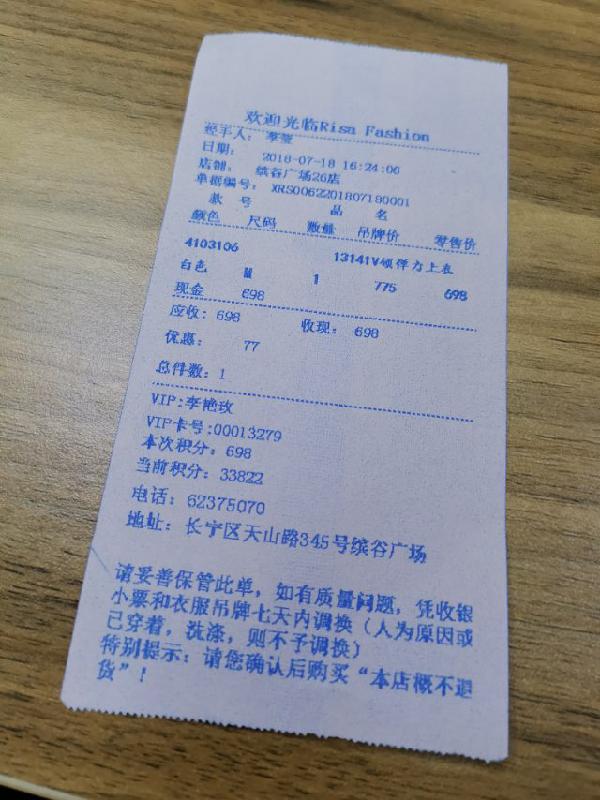 欢迎光临Risa Fashion
经手人：
日期： 2018-07-18 16:24:06
店铺： 缤谷广场26店
单据编号： XRS0062201807180001
款 号 品 名
颜色 尺码 数量 吊牌价 零售价
4103106 13141V领弹力上衣
白色 M 1 775 698
现金 698
应收: 698 收现: 698
优惠: 77
总件数: 1
VIP:李艳玫
VIP卡号:00013279
本次积分: 698
当前积分: 33822
电话: 62375070
地址: 长宁区天山路345号缤谷广场
请妥善保管此单，如有质量问题，凭收银
小票和衣服吊牌七天内调换（人为原因或
已穿着，洗涤，则不予调换）
特别提示：请您确认后购买“本店概不退
货”！